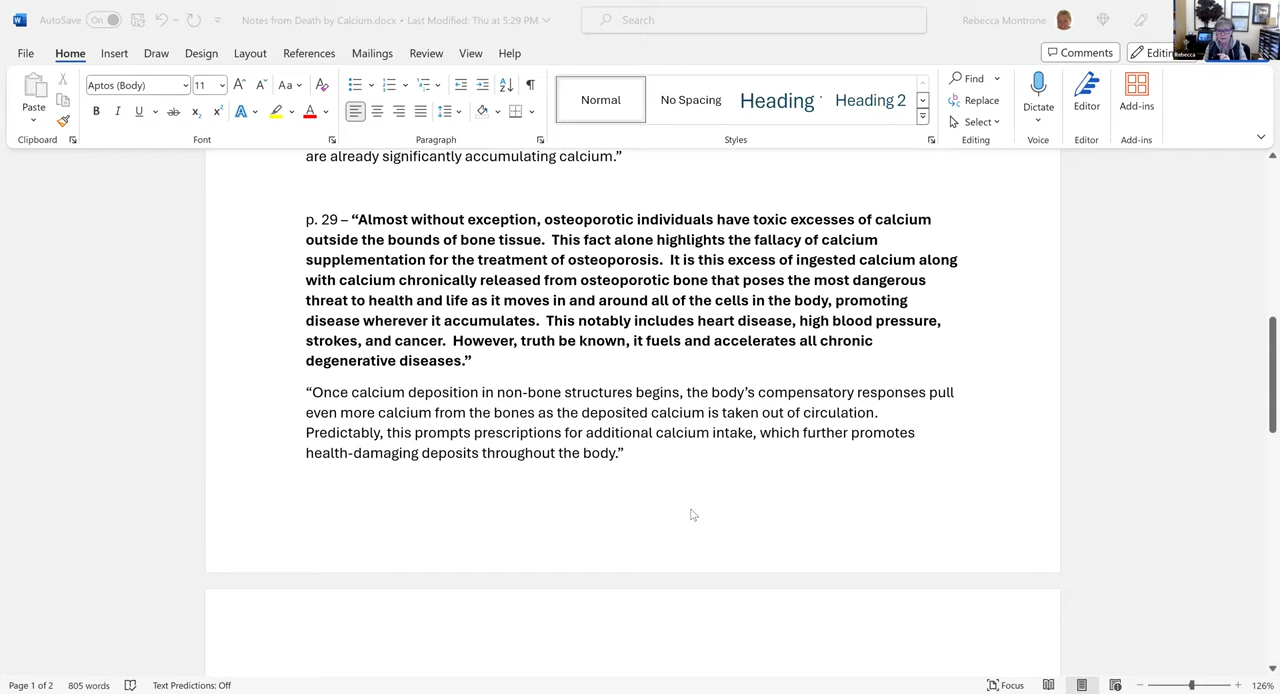 AutoSave On Notes from Death by Calcium.docx • Last Modified: Thu at 5:29 PM Search Rebecca Montrone
Rebecca
File Home Insert Draw Design Layout References Mailings Review View Help Comments Editin
Paste Aptos (Body) 11 Aa Normal No Spacing Heading Heading 2 Find Replace Select Dictate Editor Add-ins
Clipboard Font Paragraph Styles Editing Voice Editor Add-ins
are already significantly accumulating calcium.”
p. 29 – “Almost without exception, osteoporotic individuals have toxic excesses of calcium
outside the bounds of bone tissue. This fact alone highlights the fallacy of calcium
supplementation for the treatment of osteoporosis. It is this excess of ingested calcium along
with calcium chronically released from osteoporotic bone that poses the most dangerous
threat to health and life as it moves in and around all of the cells in the body, promoting
disease wherever it accumulates. This notably includes heart disease, high blood pressure,
strokes, and cancer. However, truth be known, it fuels and accelerates all chronic
degenerative diseases.”
“Once calcium deposition in non-bone structures begins, the body’s compensatory responses pull
even more calcium from the bones as the deposited calcium is taken out of circulation.
Predictably, this prompts prescriptions for additional calcium intake, which further promotes
health-damaging deposits throughout the body.”
Page 1 of 2 805 words Text Predictions: Off Focus 126%